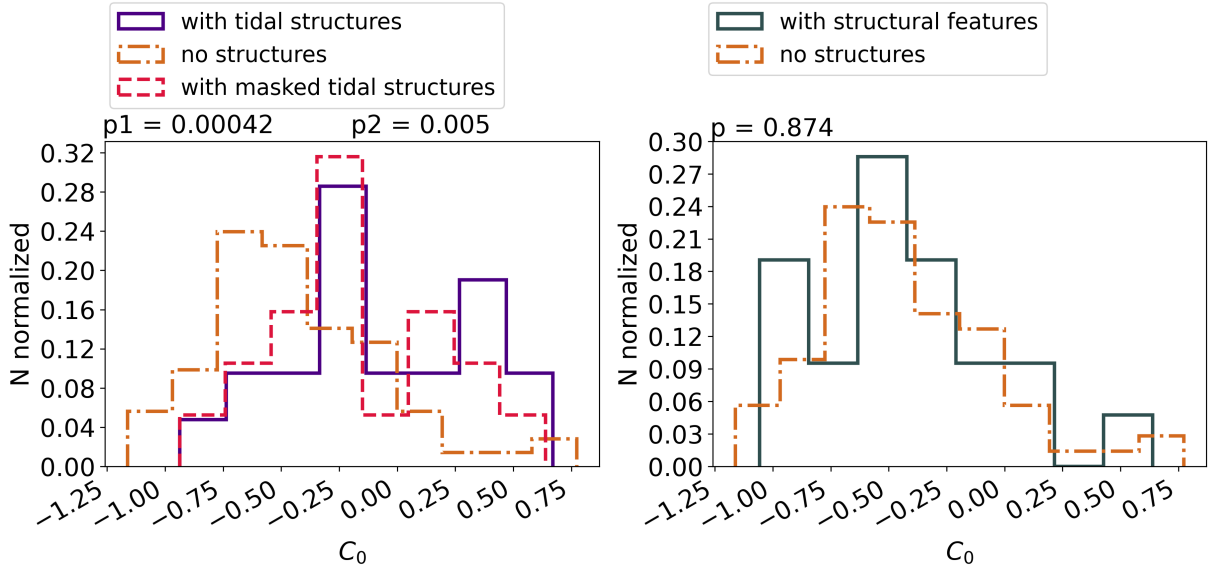 with tidal structures
no structures
with masked tidal structures
p1 = 0.00042 p2 = 0.005
N normalized
0.32
0.28
0.24
0.20
0.16
0.12
0.08
0.04
0.00
−1.25 −1.00 −0.75 −0.50 −0.25 0.00 0.25 0.50 0.75
C0
with structural features
no structures
p = 0.874
N normalized
0.30
0.27
0.24
0.21
0.18
0.15
0.12
0.09
0.06
0.03
0.00
−1.25 −1.00 −0.75 −0.50 −0.25 0.00 0.25 0.50 0.75
C0